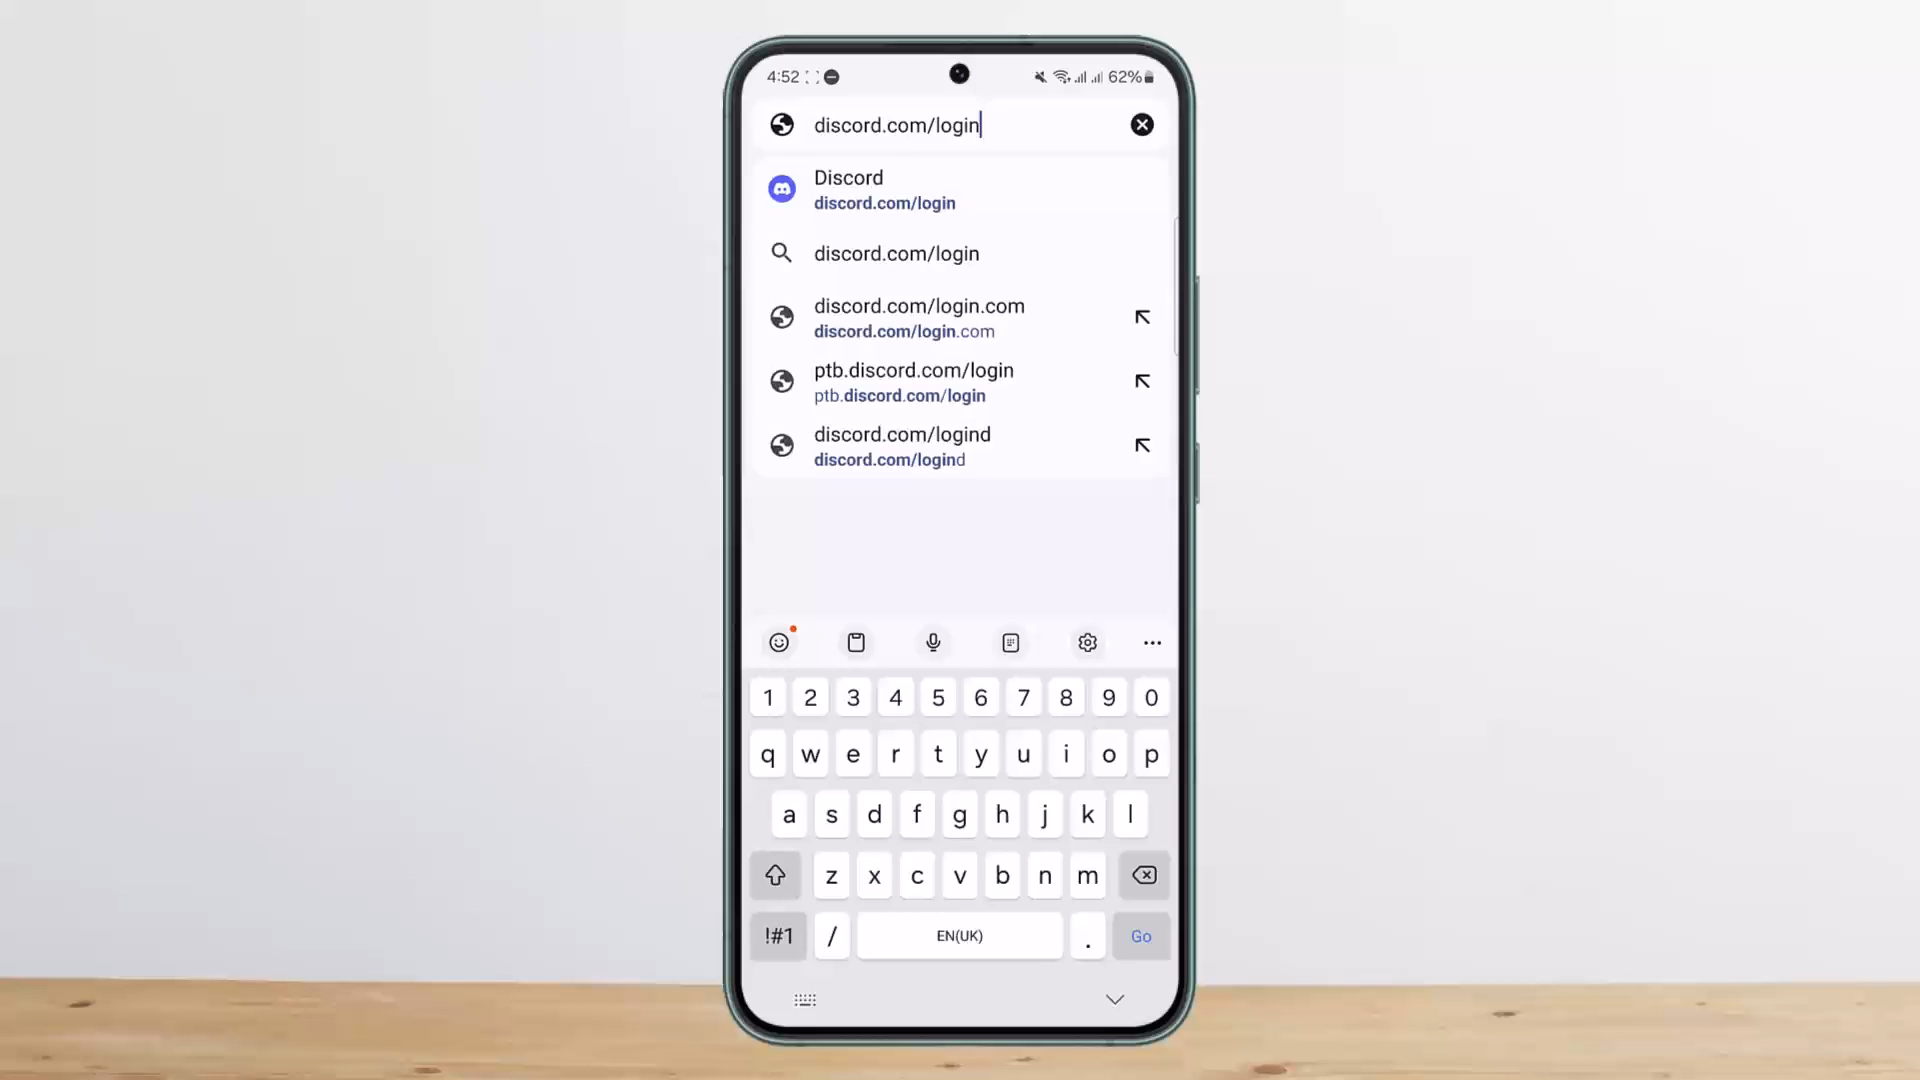 4:52 62%
discord.com/login
Discord
discord.com/login
discord.com/login
discord.com/login.com
discord.com/login.com
ptb.discord.com/login
ptb.discord.com/login
discord.com/logind
discord.com/logind
1 2 3 4 5 6 7 8 9 0
q w e r t y u i o p
a s d f g h j k l
z x c v b n m
!#1 / EN(UK) . Go